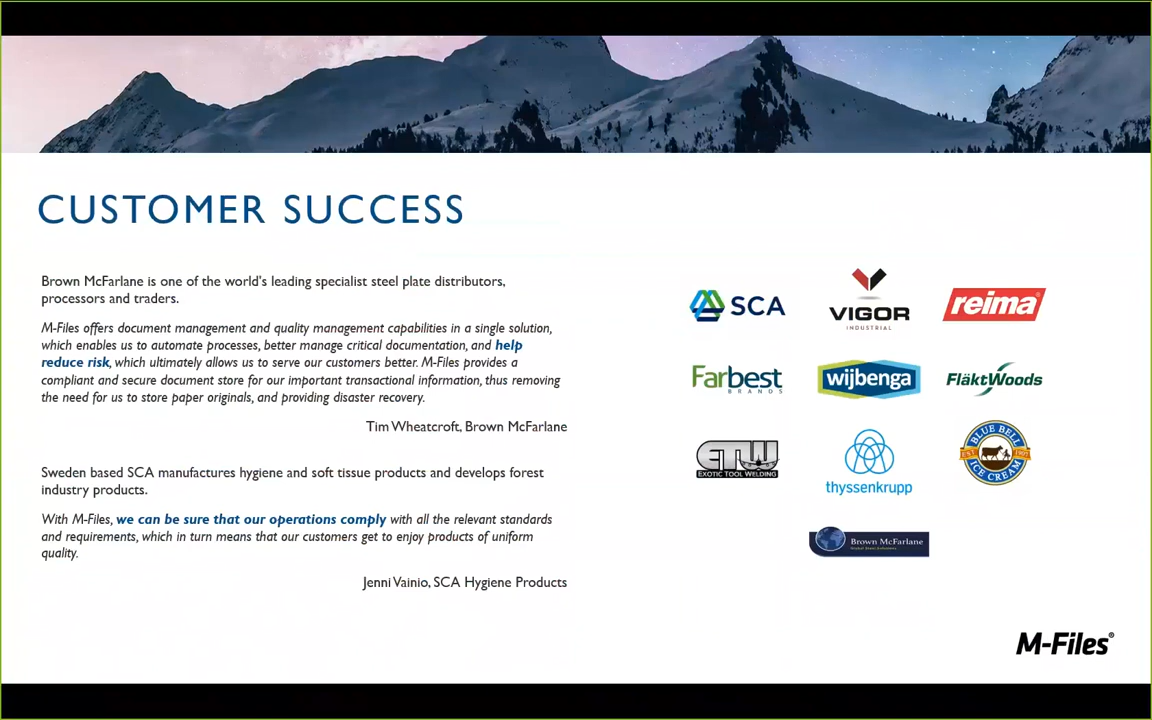 CUSTOMER SUCCESS
Brown McFarlane is one of the world's leading specialist steel plate distributors,
processors and traders.
M-Files offers document management and quality management capabilities in a single solution,
which enables us to automate processes, better manage critical documentation, and help
reduce risk, which ultimately allows us to serve our customers better. M-Files provides a
compliant and secure document store for our important transactional information, thus removing
the need for us to store paper originals, and providing disaster recovery.
Tim Wheatcroft, Brown McFarlane
Sweden based SCA manufactures hygiene and soft tissue products and develops forest
industry products.
With M-Files, we can be sure that our operations comply with all the relevant standards
and requirements, which in turn means that our customers get to enjoy products of uniform
quality.
Jenni Vainio, SCA Hygiene Products
SCA
VIGOR
INDUSTRIAL
reima®
Farbest
BRANDS
wijbenga
FläktWoods
ETW
EXOTIC TOOL WELDING
thyssenkrupp
BLUE BELL
EST. 1907
ICE CREAM
Brown McFarlane
M-Files®